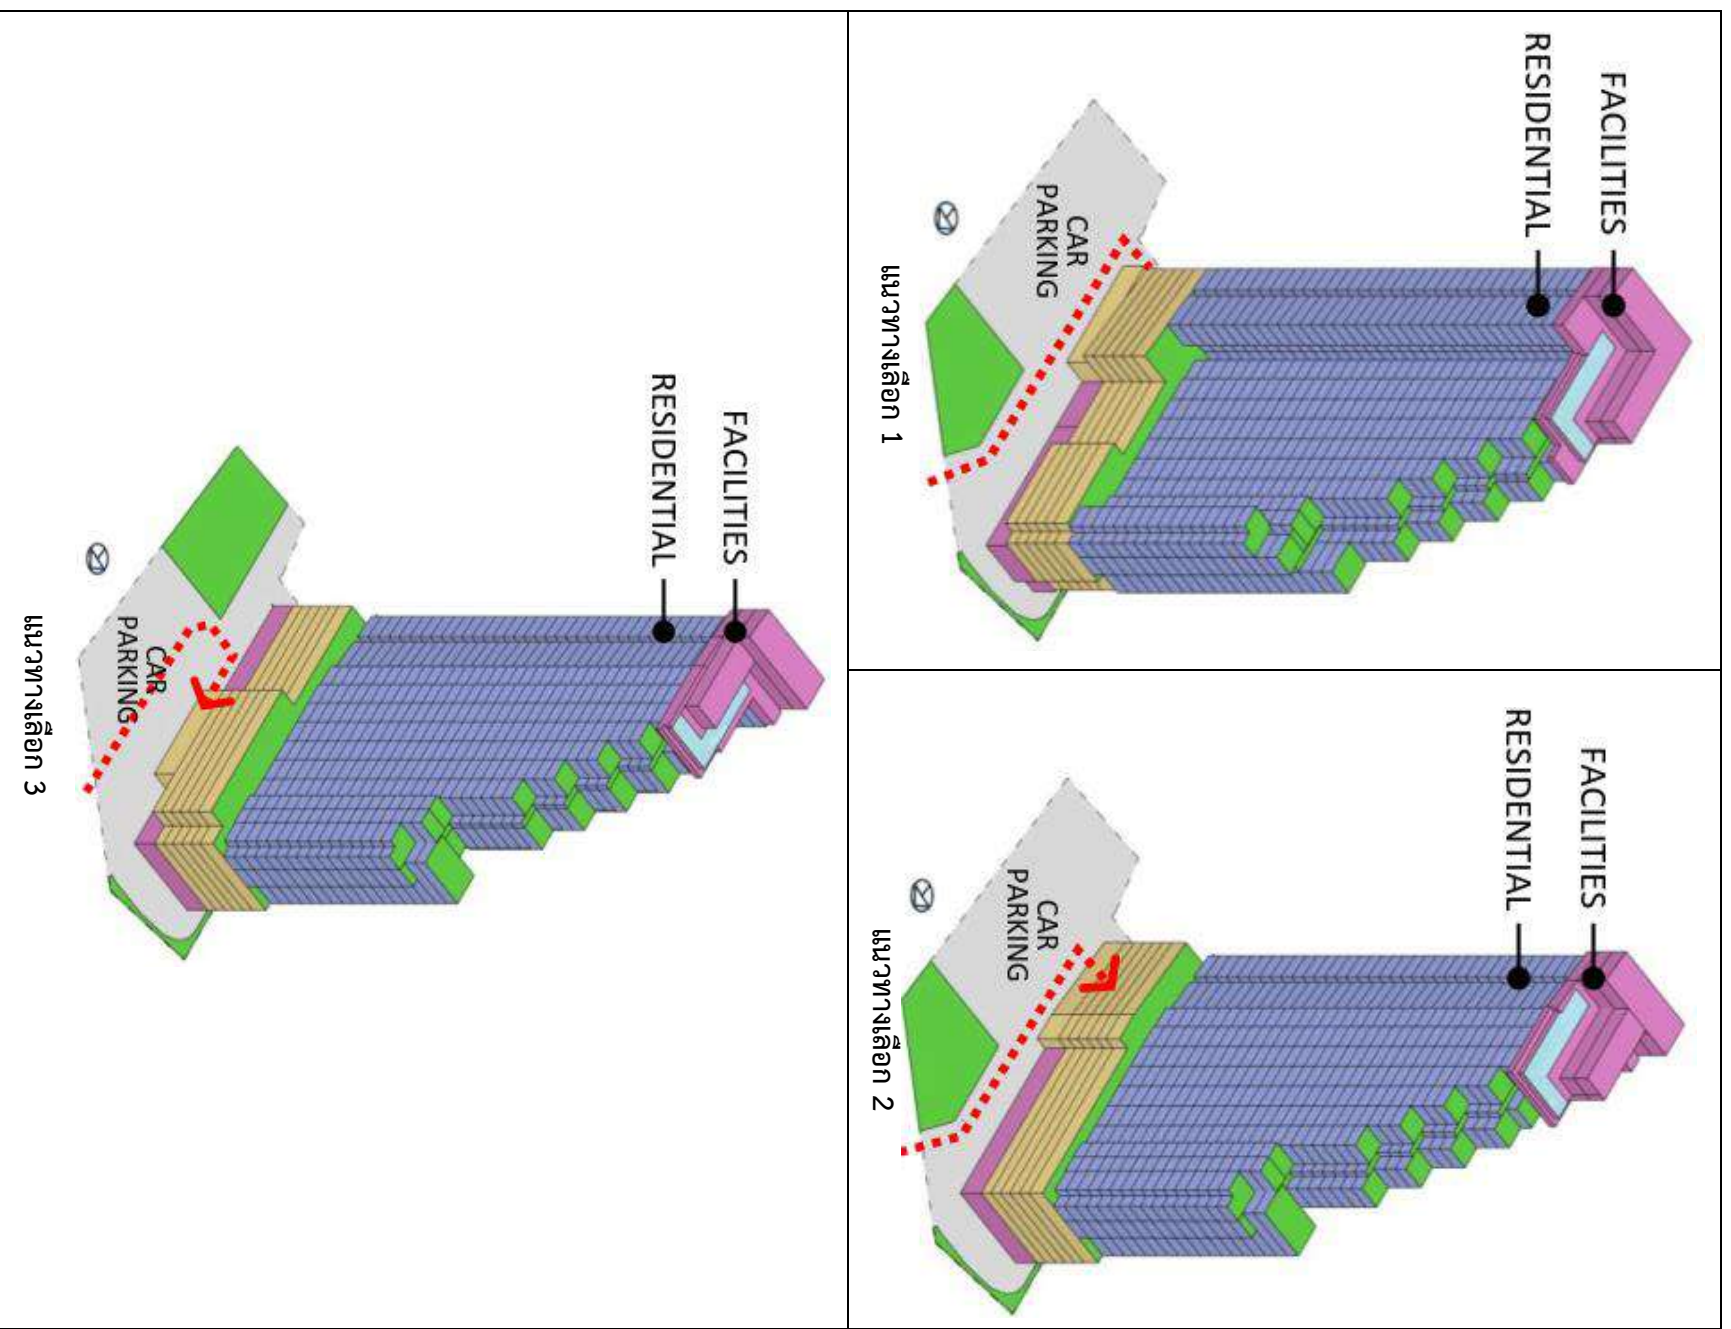 FACILITIES
RESIDENTIAL
CAR
PARKING
แนวทางเลือก 1
FACILITIES
RESIDENTIAL
CAR
PARKING
แนวทางเลือก 2
FACILITIES
RESIDENTIAL
CAR
PARKING
แนวทางเลือก 3